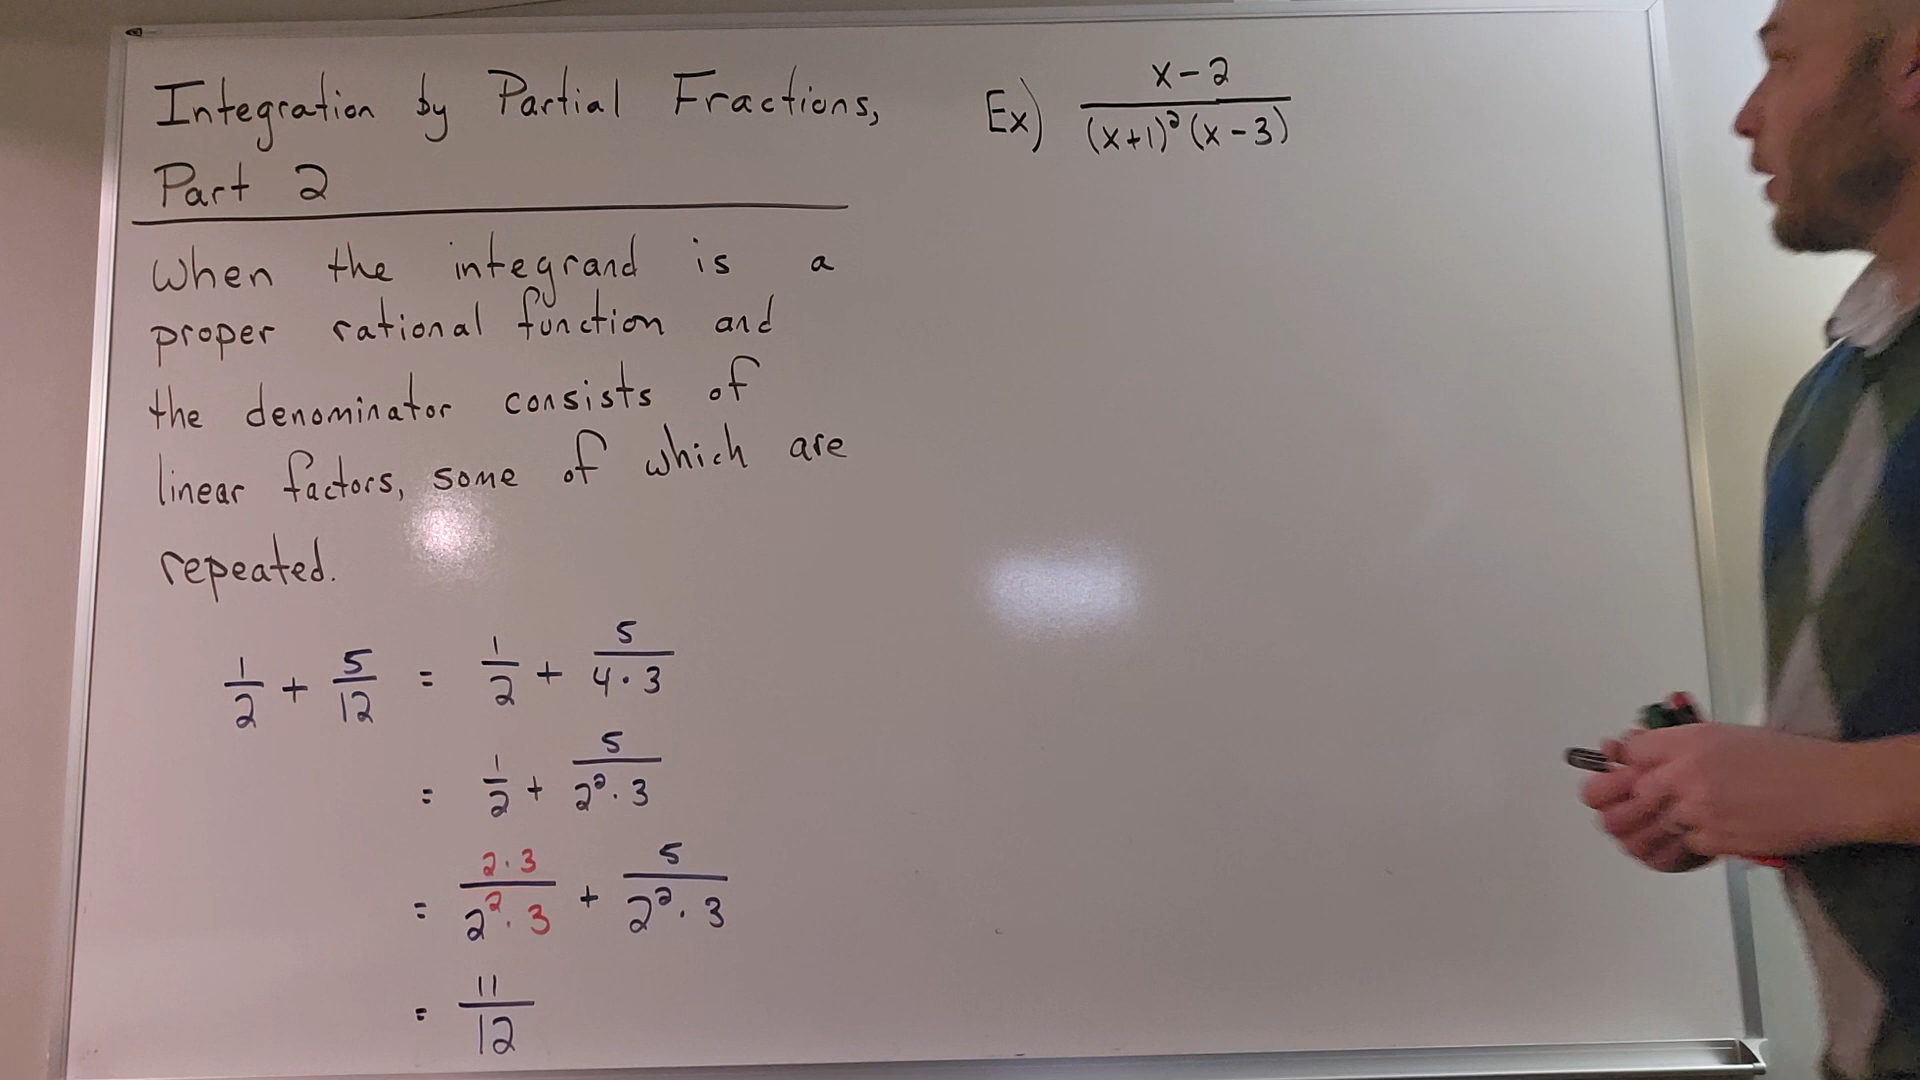 Integration by Partial Fractions,
Part 2
When the integrand is a
proper rational function and
the denominator consists of
linear factors, some of which are
repeated.
1/2 + 5/12 = 1/2 + 5/(4·3)
= 1/2 + 5/(2²·3)
= (2·3)/(2²·3) + 5/(2²·3)
= 11/12
Ex) (x-2)/((x+1)²(x-3))